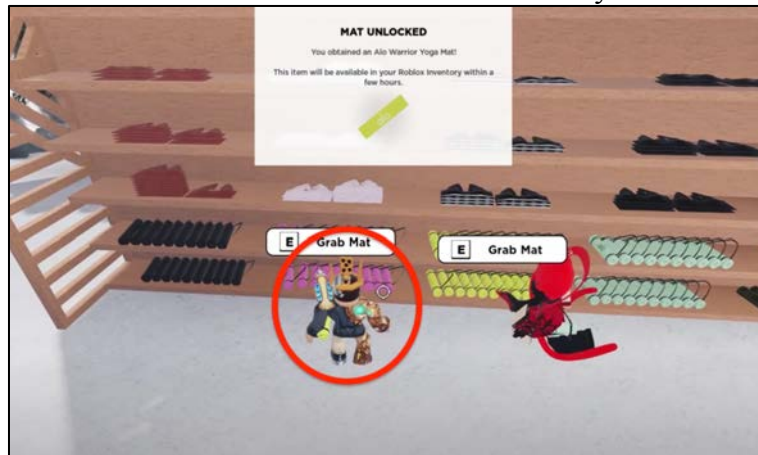 MAT UNLOCKED
You obtained an Alo Warrior Yoga Mat!
This item will be available in your Roblox Inventory within a
few hours.
alo
E Grab Mat
E Grab Mat